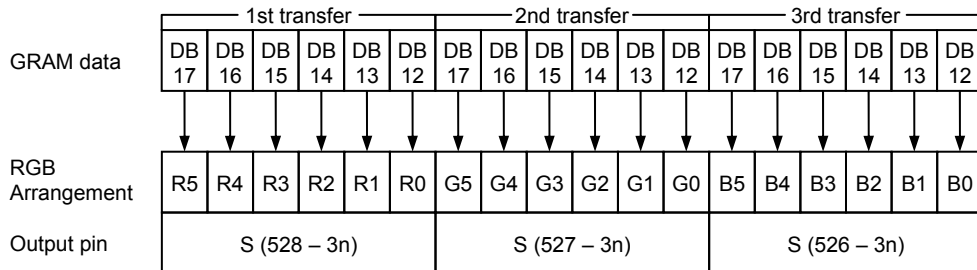 1st transfer 2nd transfer 3rd transfer
GRAM data
DB 17 DB 16 DB 15 DB 14 DB 13 DB 12 DB 17 DB 16 DB 15 DB 14 DB 13 DB 12 DB 17 DB 16 DB 15 DB 14 DB 13 DB 12
RGB
Arrangement
R5 R4 R3 R2 R1 R0 G5 G4 G3 G2 G1 G0 B5 B4 B3 B2 B1 B0
Output pin S (528 – 3n) S (527 – 3n) S (526 – 3n)